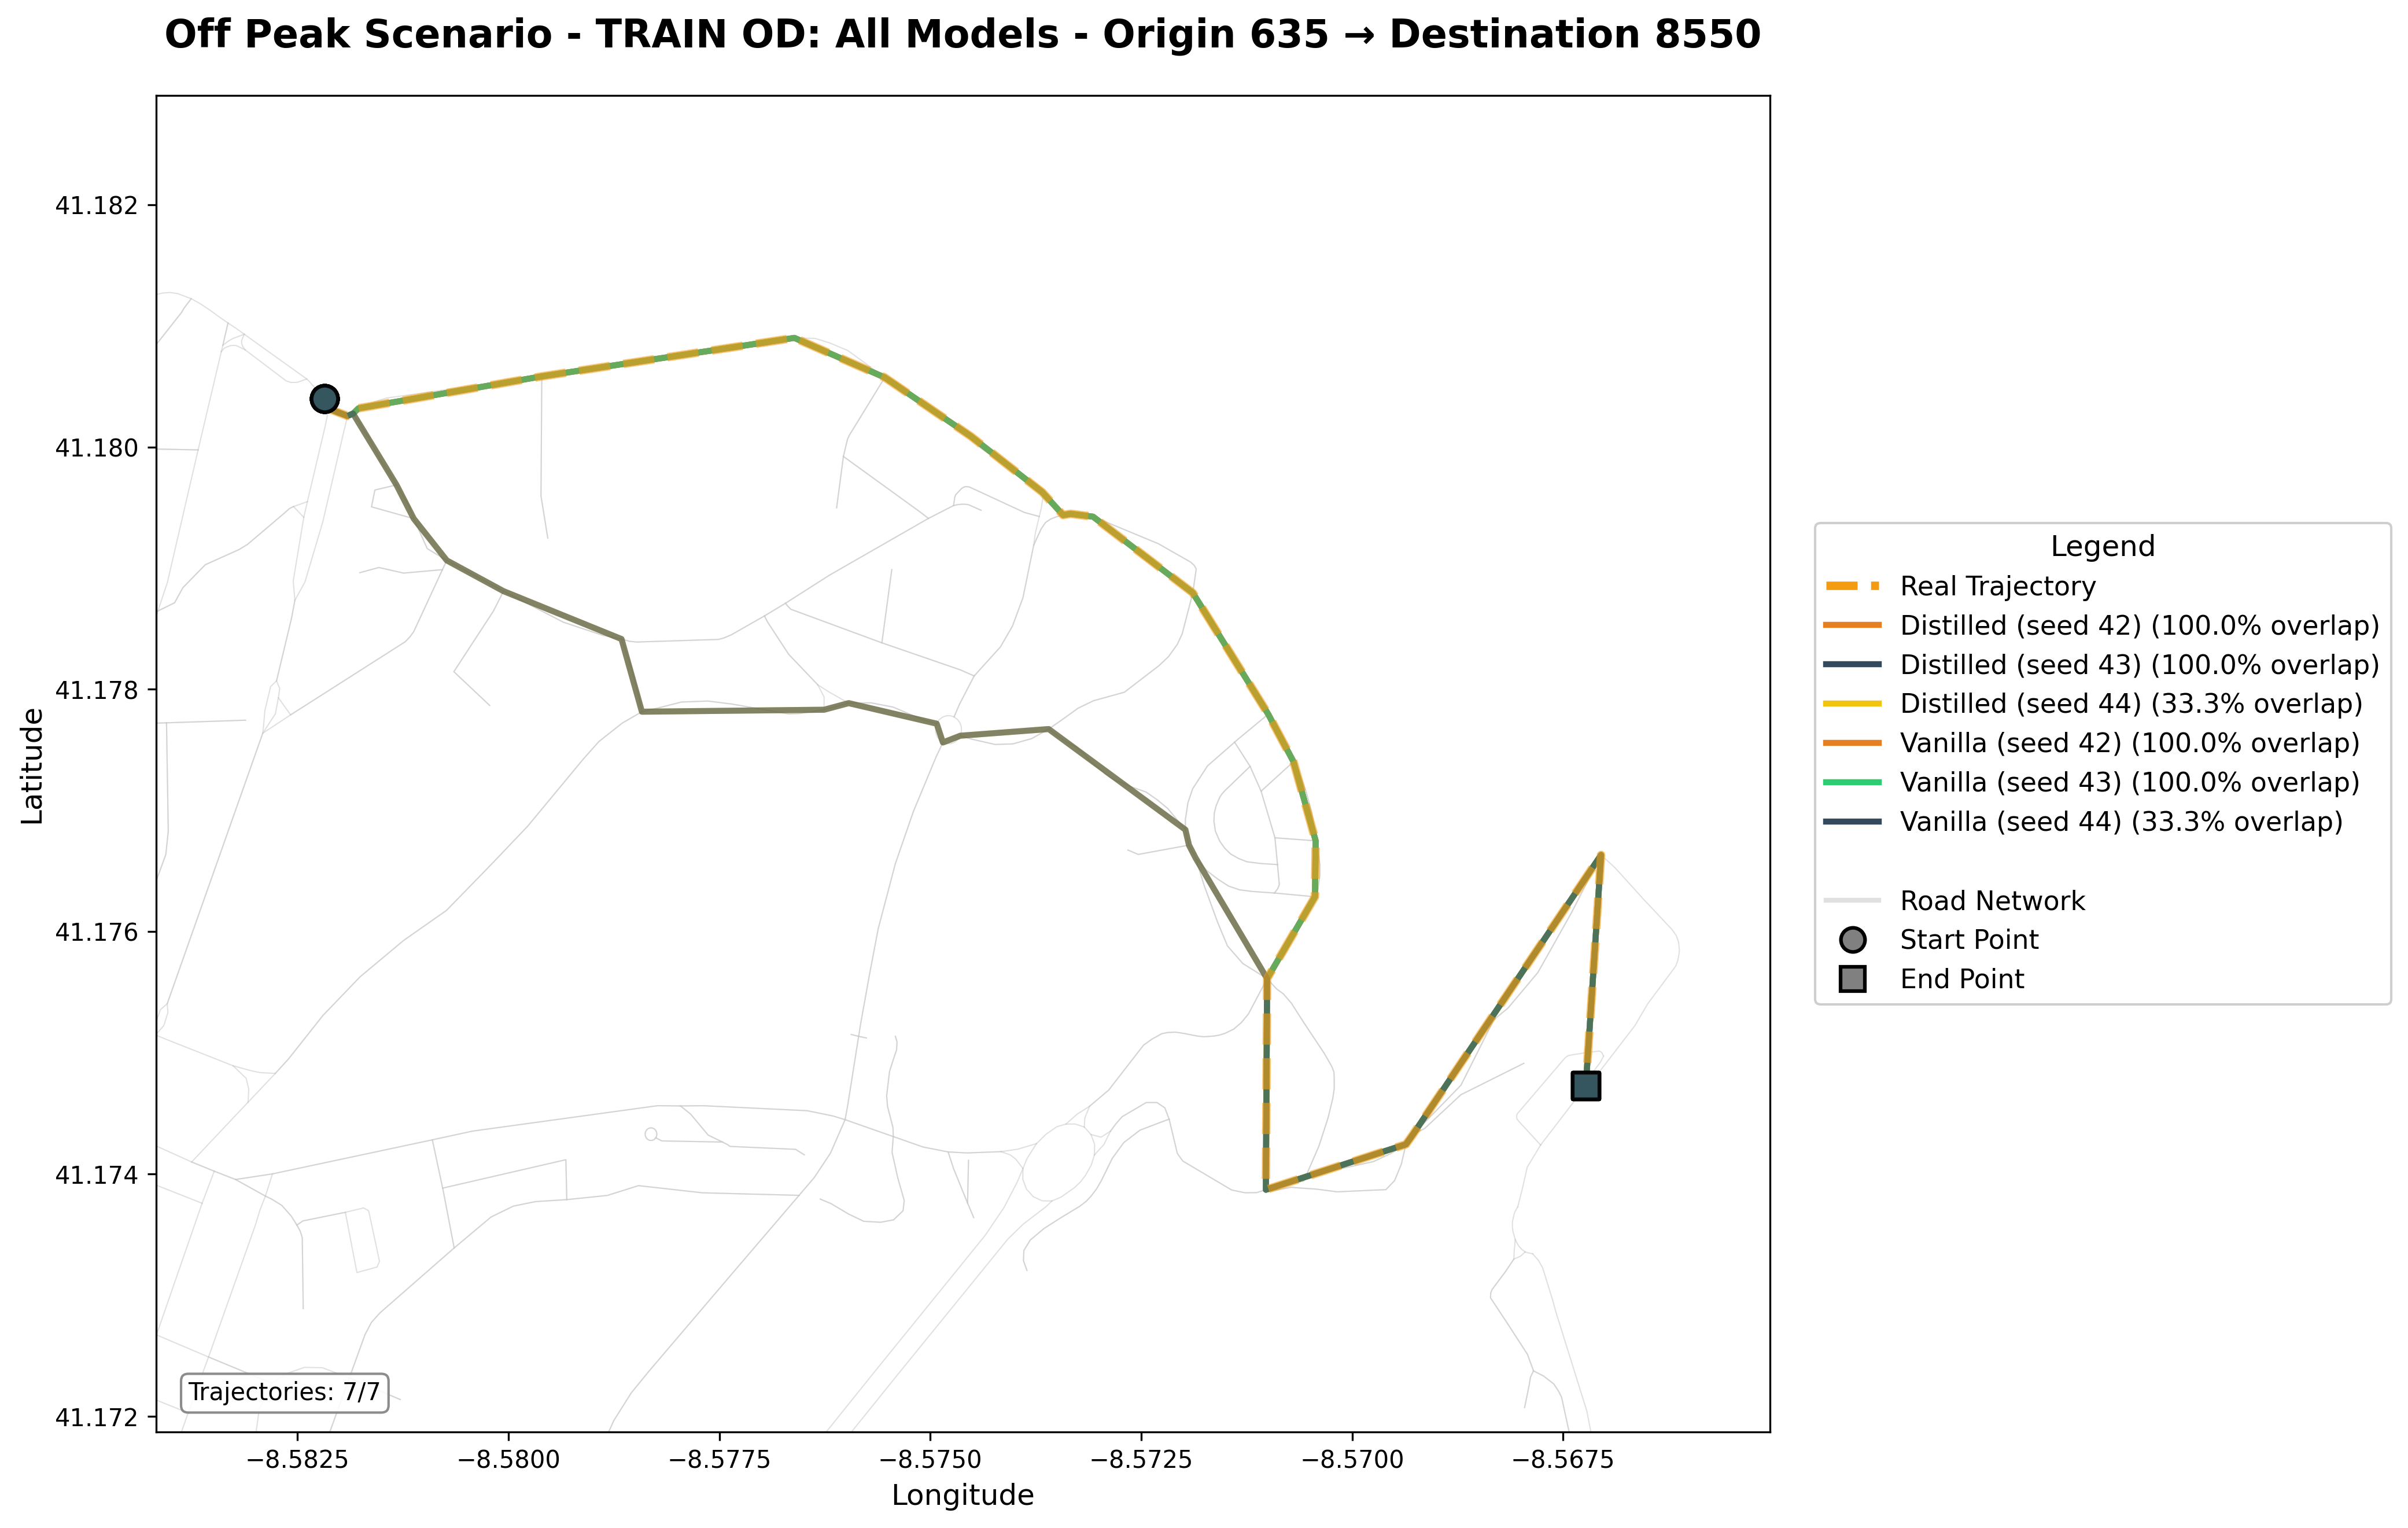 Off Peak Scenario - TRAIN OD: All Models - Origin 635 → Destination 8550
41.182
41.180
41.178
41.176
41.174
41.172
Latitude
−8.5825
−8.5800
−8.5775
−8.5750
−8.5725
−8.5700
−8.5675
Longitude
Trajectories: 7/7
Legend
Real Trajectory
Distilled (seed 42) (100.0% overlap)
Distilled (seed 43) (100.0% overlap)
Distilled (seed 44) (33.3% overlap)
Vanilla (seed 42) (100.0% overlap)
Vanilla (seed 43) (100.0% overlap)
Vanilla (seed 44) (33.3% overlap)
Road Network
Start Point
End Point